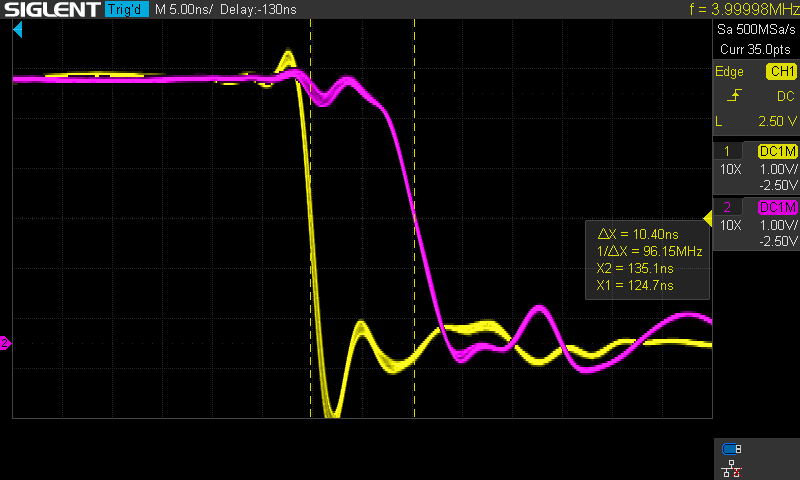 SIGLENT Trig'd M 5.00ns/ Delay:-130ns f = 3.99998MHz
Sa 500MSa/s
Curr 35.0pts
Edge CH1
DC
L 2.50 V
1 DC1M
10X 1.00V/
-2.50V
2 DC1M
10X 1.00V/
-2.50V
ΔX = 10.40ns
1/ΔX = 96.15MHz
X2 = 135.1ns
X1 = 124.7ns
2